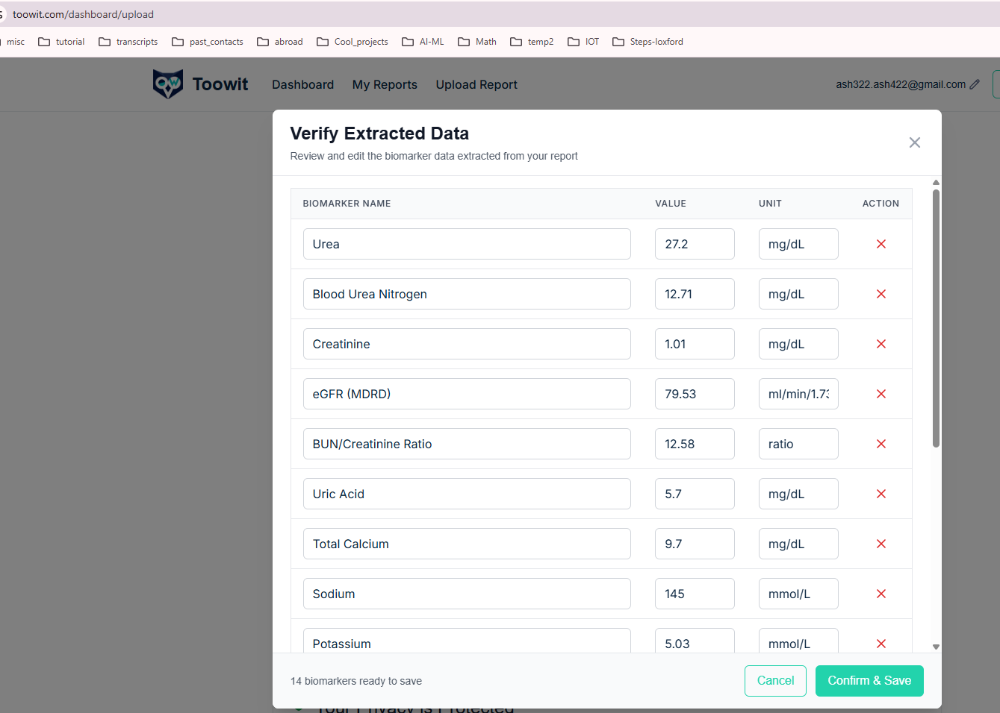 toowit.com/dashboard/upload
misc tutorial transcripts past_contacts abroad Cool_projects AI-ML Math temp2 IOT Steps-loxford
Toowit Dashboard My Reports Upload Report ash322.ash422@gmail.com
Verify Extracted Data
Review and edit the biomarker data extracted from your report
BIOMARKER NAME VALUE UNIT ACTION
Urea 27.2 mg/dL
Blood Urea Nitrogen 12.71 mg/dL
Creatinine 1.01 mg/dL
eGFR (MDRD) 79.53 ml/min/1.73
BUN/Creatinine Ratio 12.58 ratio
Uric Acid 5.7 mg/dL
Total Calcium 9.7 mg/dL
Sodium 145 mmol/L
Potassium 5.03 mmol/L
14 biomarkers ready to save Cancel Confirm & Save
Your Privacy is Protected